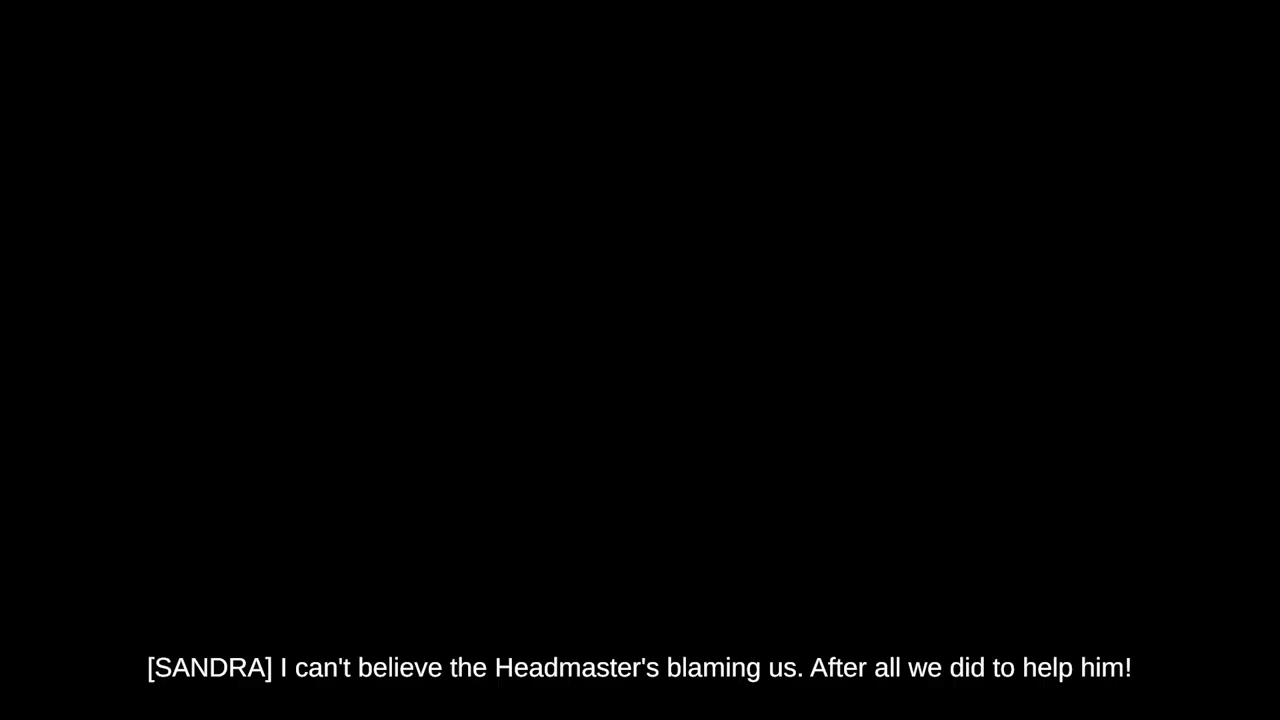 [SANDRA] I can't believe the Headmaster's blaming us. After all we did to help him!